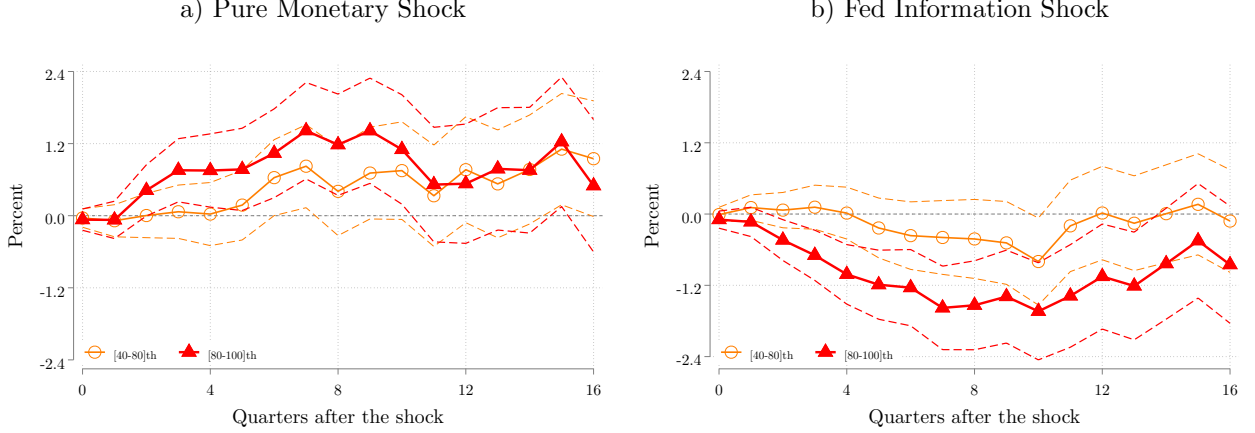 a) Pure Monetary Shock
Percent
2.4
1.2
0.0
-1.2
-2.4
[40-80]th
[80-100]th
0
4
8
12
16
Quarters after the shock
b) Fed Information Shock
Percent
2.4
1.2
0.0
-1.2
-2.4
[40-80]th
[80-100]th
0
4
8
12
16
Quarters after the shock